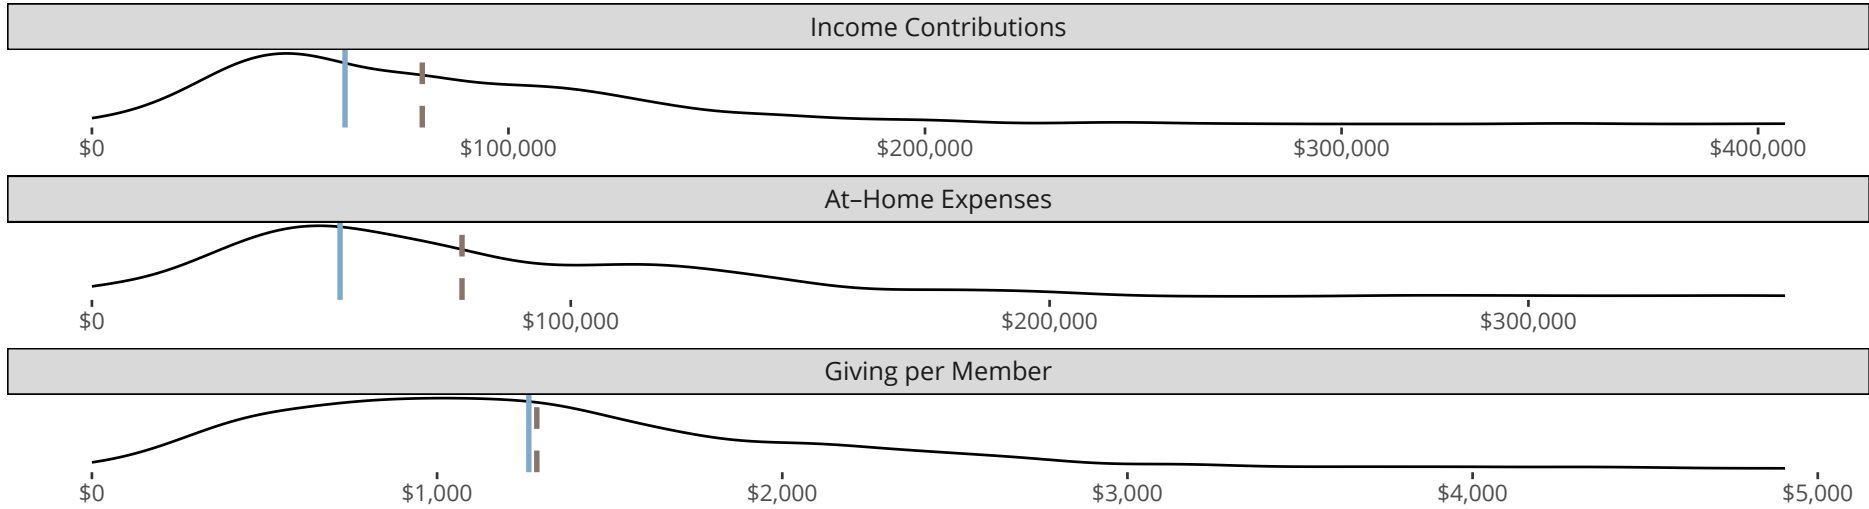 Income Contributions
$0 $100,000 $200,000 $300,000 $400,000
At–Home Expenses
$0 $100,000 $200,000 $300,000
Giving per Member
$0 $1,000 $2,000 $3,000 $4,000 $5,000